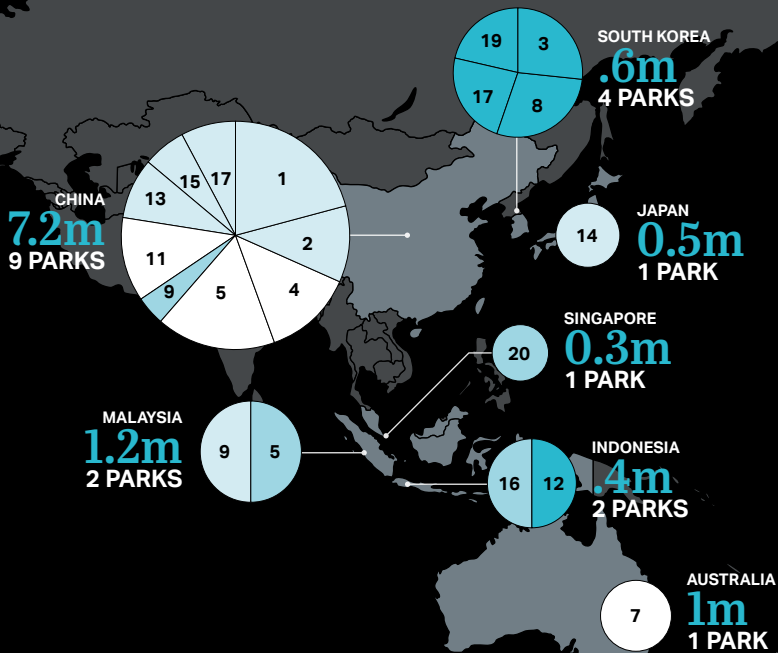 SOUTH KOREA
.6m
4 PARKS
19
3
17
8
CHINA
7.2m
9 PARKS
17
1
15
13
2
11
9
5
4
JAPAN
0.5m
1 PARK
14
SINGAPORE
0.3m
1 PARK
20
MALAYSIA
1.2m
2 PARKS
9
5
INDONESIA
.4m
2 PARKS
16
12
AUSTRALIA
1m
1 PARK
7